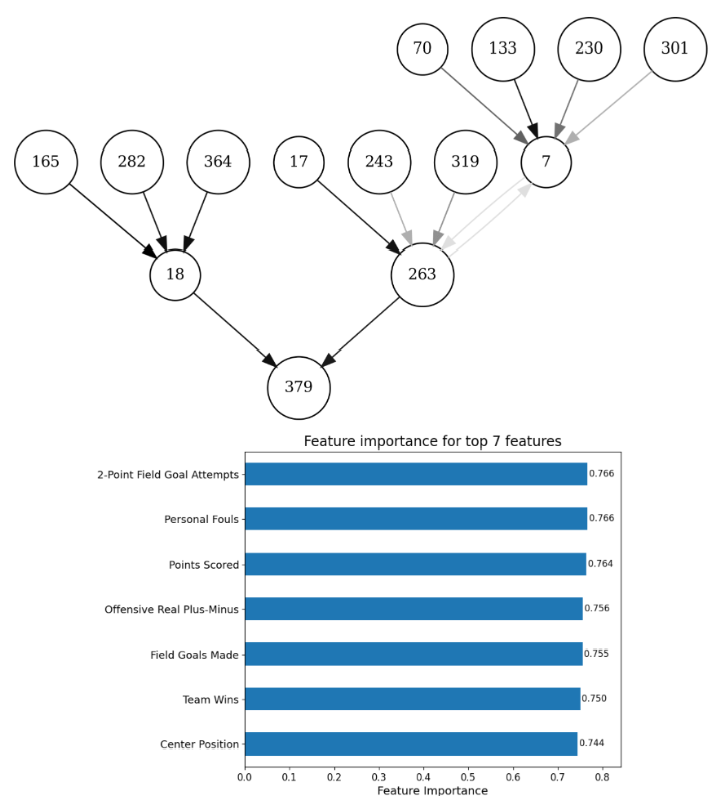 70 133 230 301
165 282 364 17 243 319 7
18 263
379
Feature importance for top 7 features
2-Point Field Goal Attempts 0.766
Personal Fouls 0.766
Points Scored 0.764
Offensive Real Plus-Minus 0.756
Field Goals Made 0.755
Team Wins 0.750
Center Position 0.744
0.0 0.1 0.2 0.3 0.4 0.5 0.6 0.7 0.8
Feature Importance